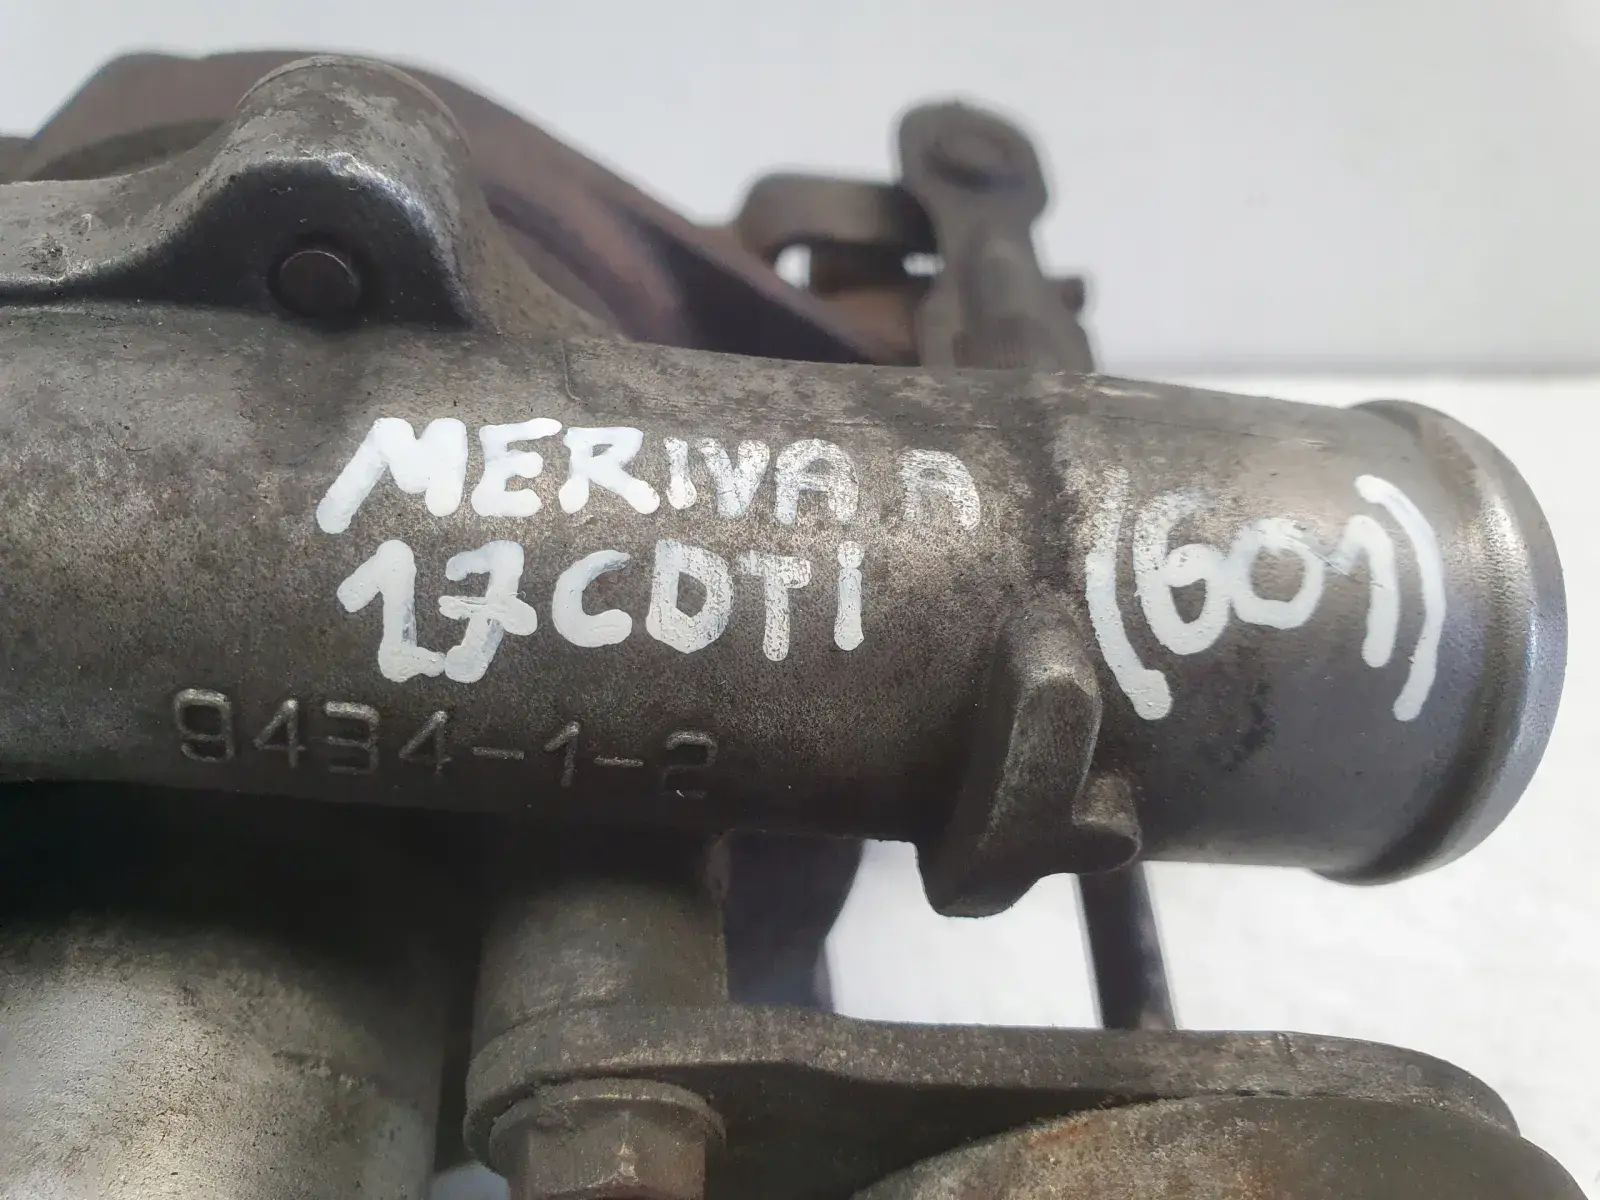 MERIVA A
1.7CDTI
(601)
9434-1-2